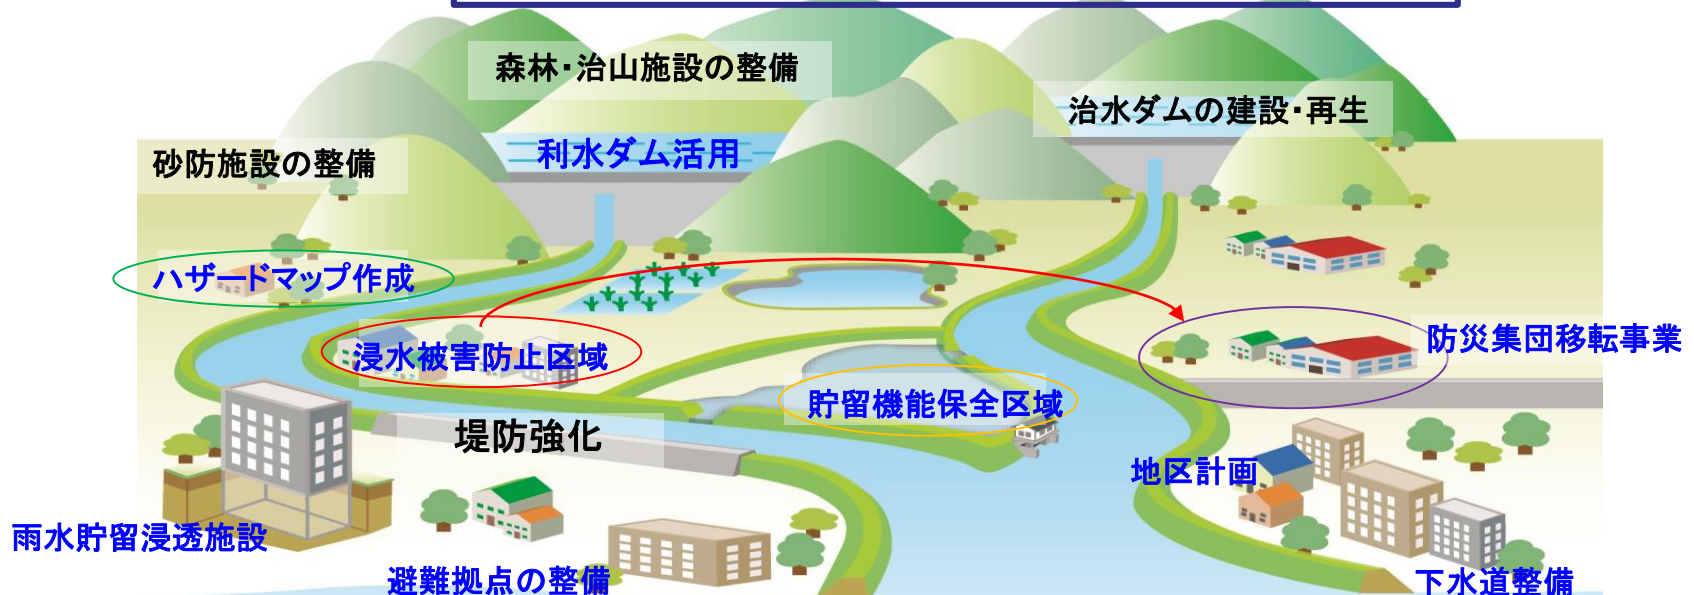 森林・治山施設の整備
治水ダムの建設・再生
利水ダム活用
砂防施設の整備
ハザードマップ作成
浸水被害防止区域
防災集団移転事業
貯留機能保全区域
堤防強化
地区計画
雨水貯留浸透施設
避難拠点の整備
下水道整備